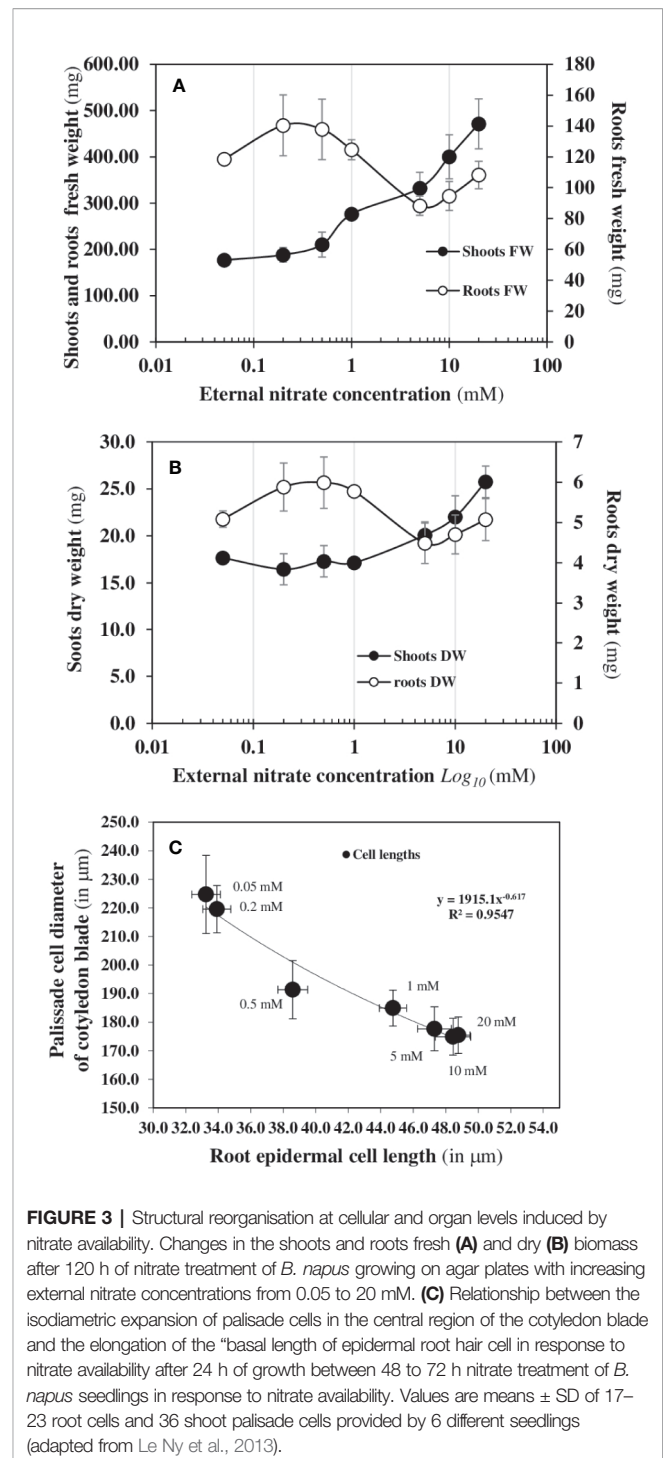 A
600.00
500.00
400.00
300.00
200.00
100.00
0.00
Shoots and roots fresh weight (mg)
180
160
140
120
100
80
60
40
20
0
Roots fresh weight (mg)
Shoots FW
Roots FW
0.01 0.1 1 10 100
Eternal nitrate concentration (mM)
B
30.0
25.0
20.0
15.0
10.0
5.0
0.0
Soots dry weight (mg)
7
6
5
4
3
2
1
0
Roots dry weight (mg)
Shoots DW
roots DW
0.01 0.1 1 10 100
External nitrate concentration Log10 (mM)
C
250.0
240.0
230.0
220.0
210.0
200.0
190.0
180.0
170.0
160.0
150.0
Palissade cell diameter of cotyledon blade (in μm)
Cell lengths
y = 1915.1x-0.617
R2 = 0.9547
0.05 mM
0.2 mM
0.5 mM
1 mM
5 mM
20 mM
10 mM
30.0 32.0 34.0 36.0 38.0 40.0 42.0 44.0 46.0 48.0 50.0 52.0 54.0
Root epidermal cell length (in μm)
FIGURE 3 | Structural reorganisation at cellular and organ levels induced by
nitrate availability. Changes in the shoots and roots fresh (A) and dry (B) biomass
after 120 h of nitrate treatment of B. napus growing on agar plates with increasing
external nitrate concentrations from 0.05 to 20 mM. (C) Relationship between the
isodiametric expansion of palisade cells in the central region of the cotyledon blade
and the elongation of the “basal length of epidermal root hair cell in response to
nitrate availability after 24 h of growth between 48 to 72 h nitrate treatment of B.
napus seedlings in response to nitrate availability. Values are means ± SD of 17–
23 root cells and 36 shoot palisade cells provided by 6 different seedlings
(adapted from Le Ny et al., 2013).